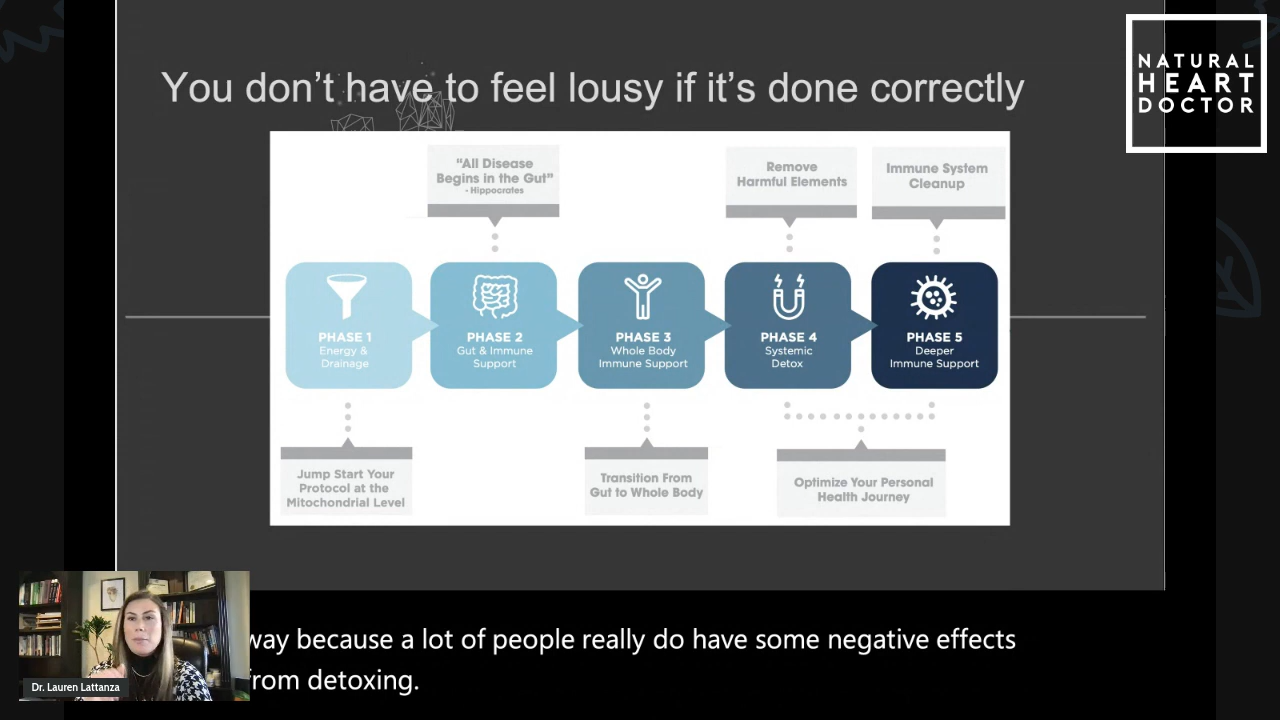 NATURAL
HEART
DOCTOR
You don't have to feel lousy if it's done correctly
"All Disease
Begins in the Gut"
- Hippocrates
Remove
Harmful Elements
Immune System
Cleanup
PHASE 1
Energy &
Drainage
PHASE 2
Gut & Immune
Support
PHASE 3
Whole Body
Immune Support
PHASE 4
Systemic
Detox
PHASE 5
Deeper
Immune Support
Jump Start Your
Protocol at the
Mitochondrial Level
Transition From
Gut to Whole Body
Optimize Your Personal
Health Journey
because a lot of people really do have some negative effects
detoxing.
Dr. Lauren Lattanza